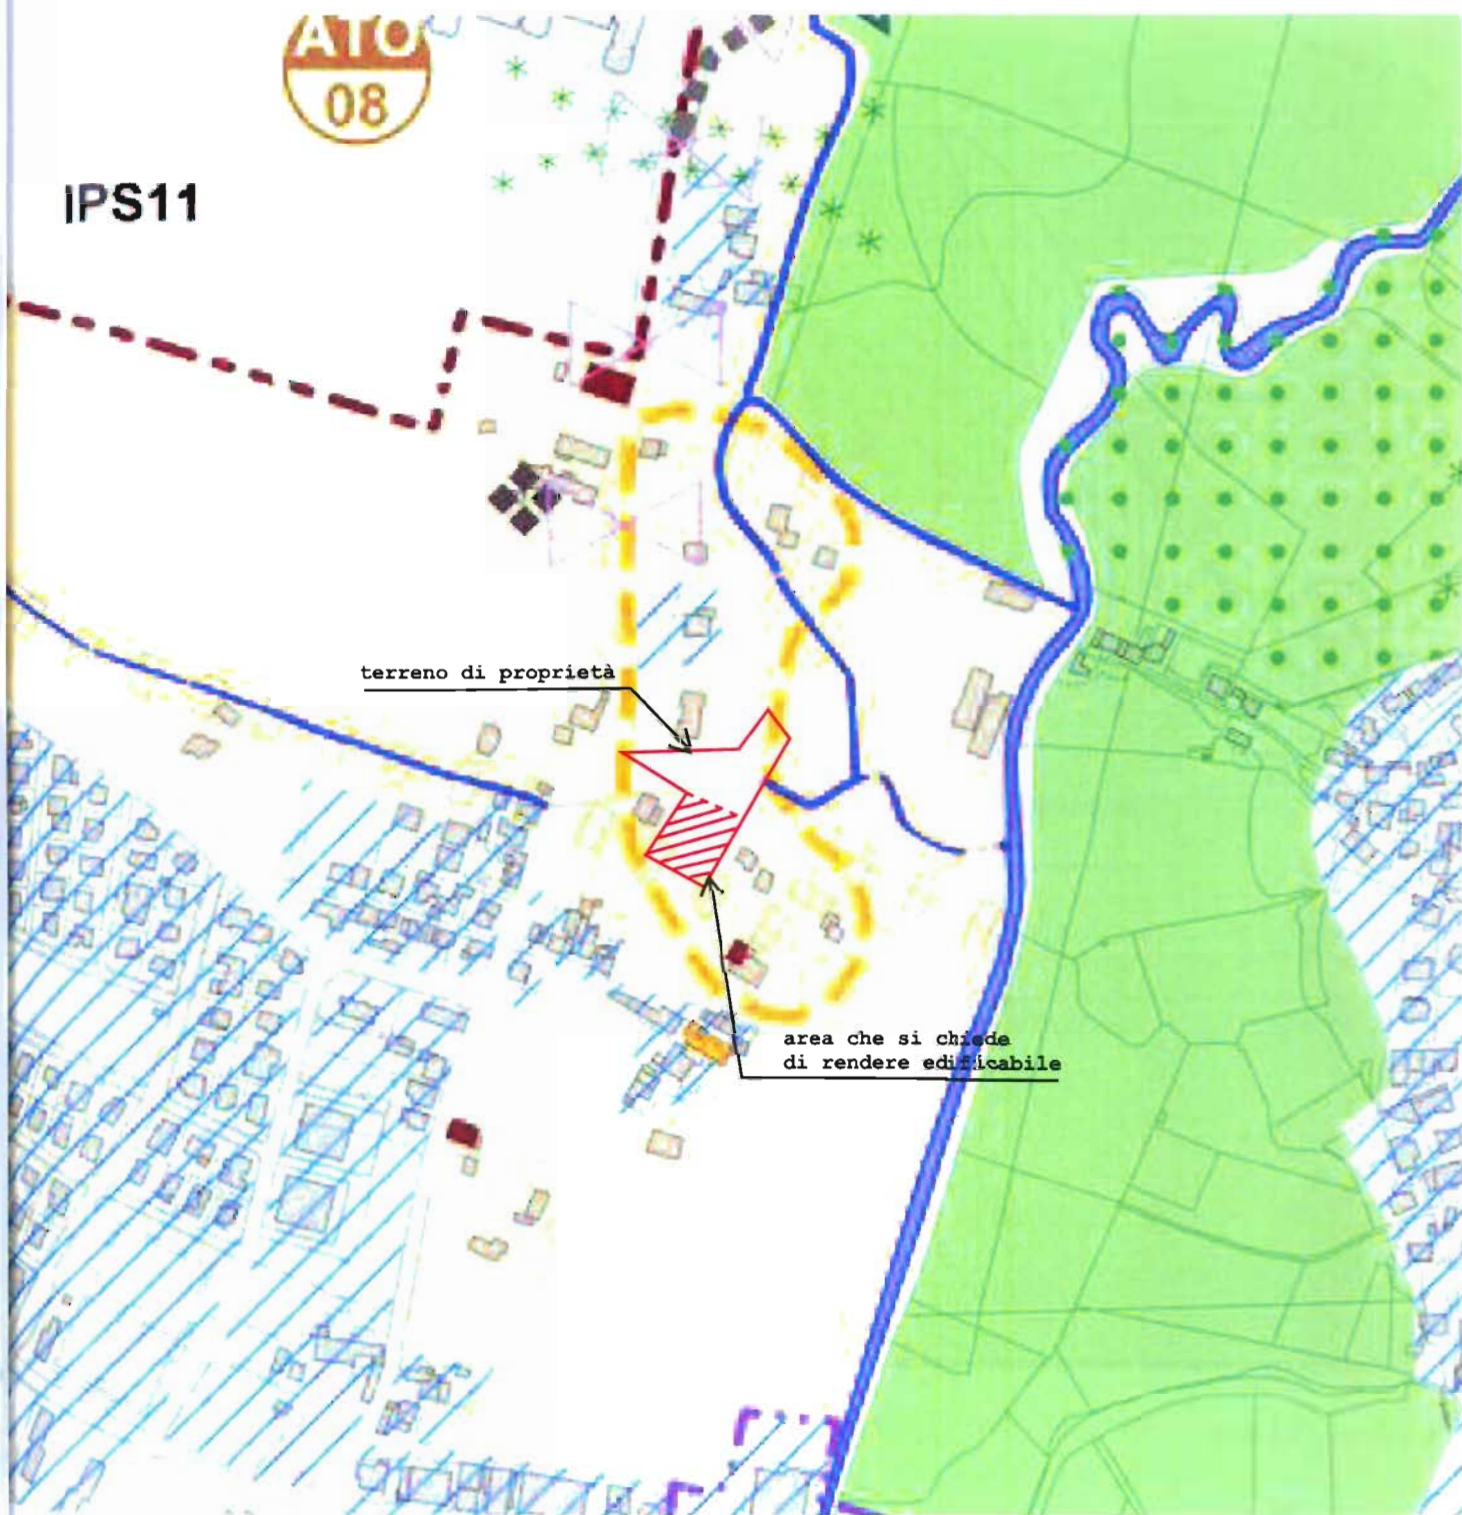 ATO
08
IPS11
terreno di proprietà
area che si chiede
di rendere edificabile